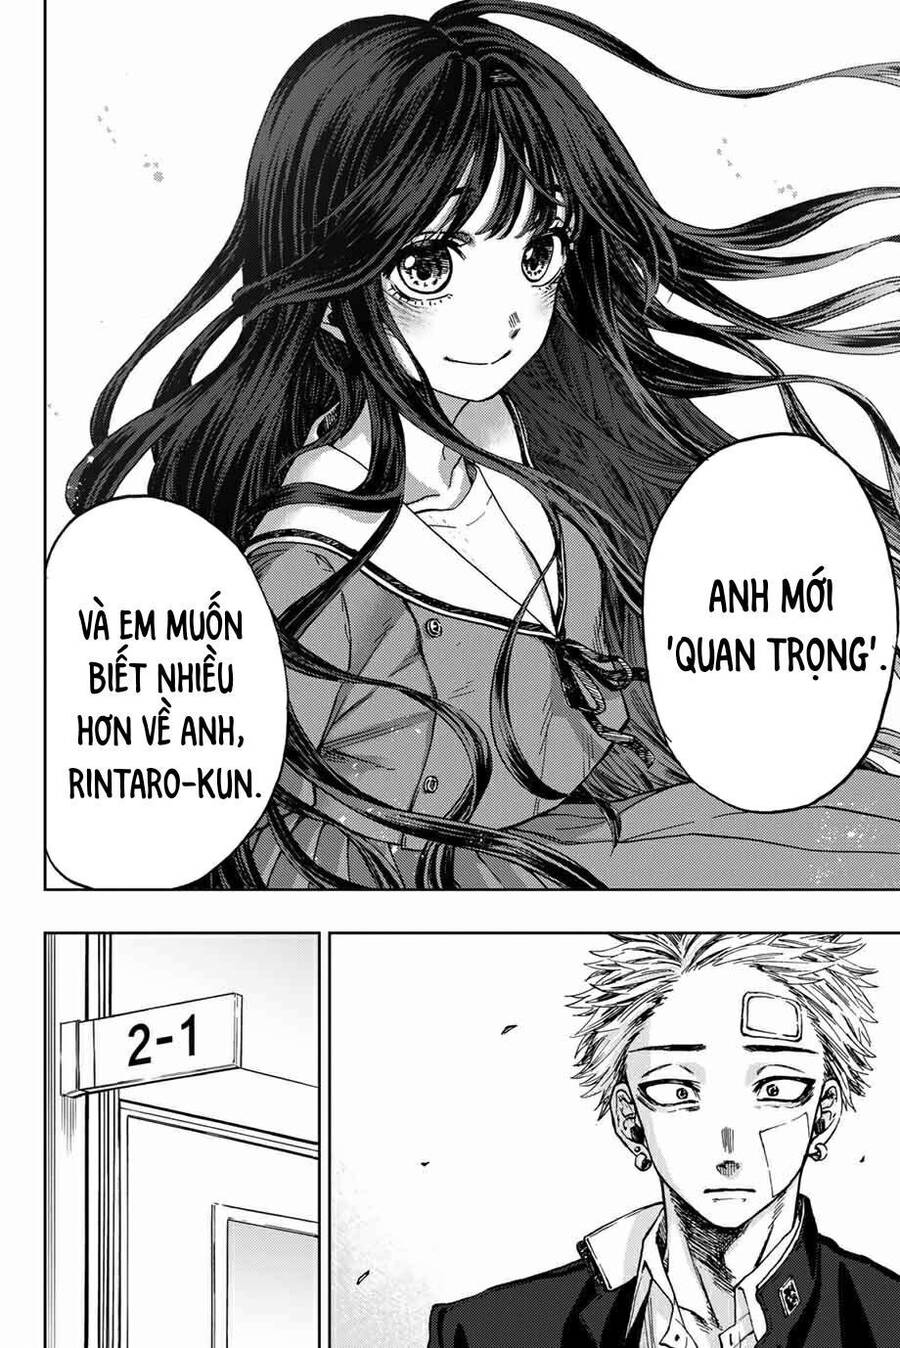 ANH MỚI
'QUAN TRỌNG'.
VÀ EM MUỐN
BIẾT NHIỀU
HƠN VỀ ANH,
RINTARO-KUN.
2-1